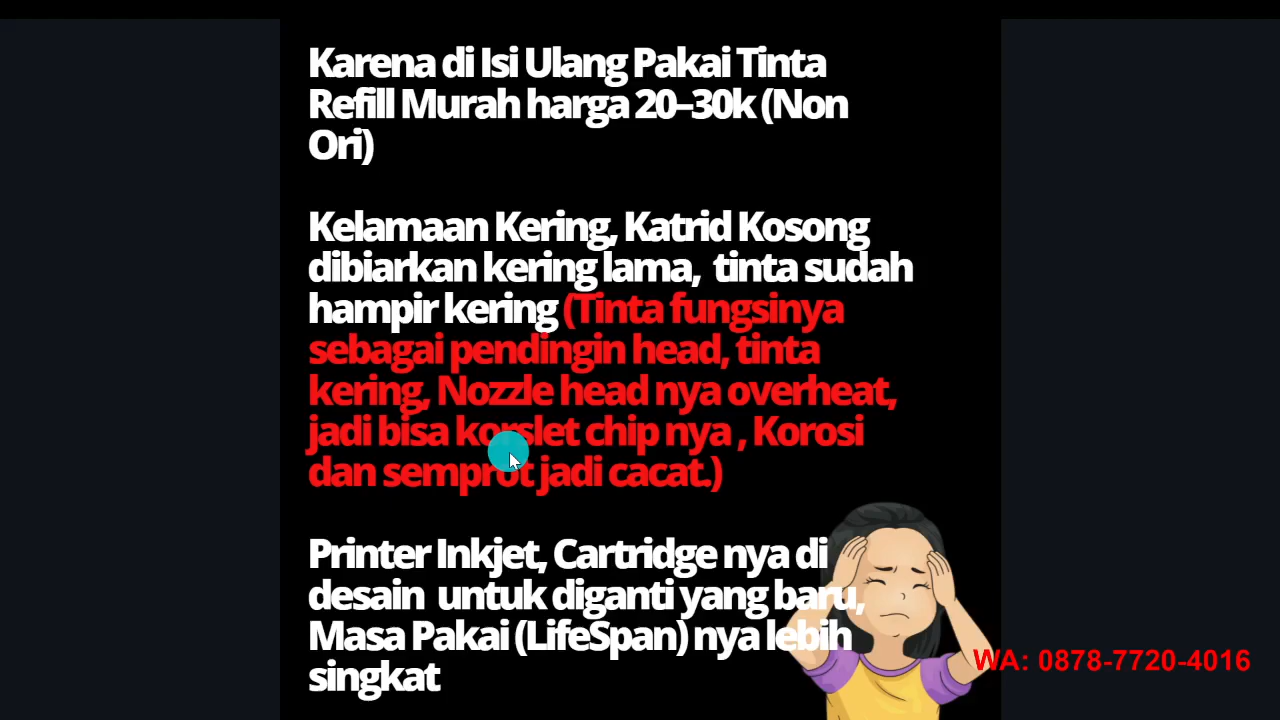 Karena di Isi Ulang Pakai Tinta
Refill Murah harga 20–30k (Non
Ori)
Kelamaan Kering, Katrid Kosong
dibiarkan kering lama, tinta sudah
hampir kering (Tinta fungsinya
sebagai pendingin head, tinta
kering, Nozzle head nya overheat,
jadi bisa korslet chip nya , Korosi
dan semprot jadi cacat.)
Printer Inkjet, Cartridge nya di
desain untuk diganti yang baru,
Masa Pakai (LifeSpan) nya lebih
singkat
WA: 0878-7720-4016